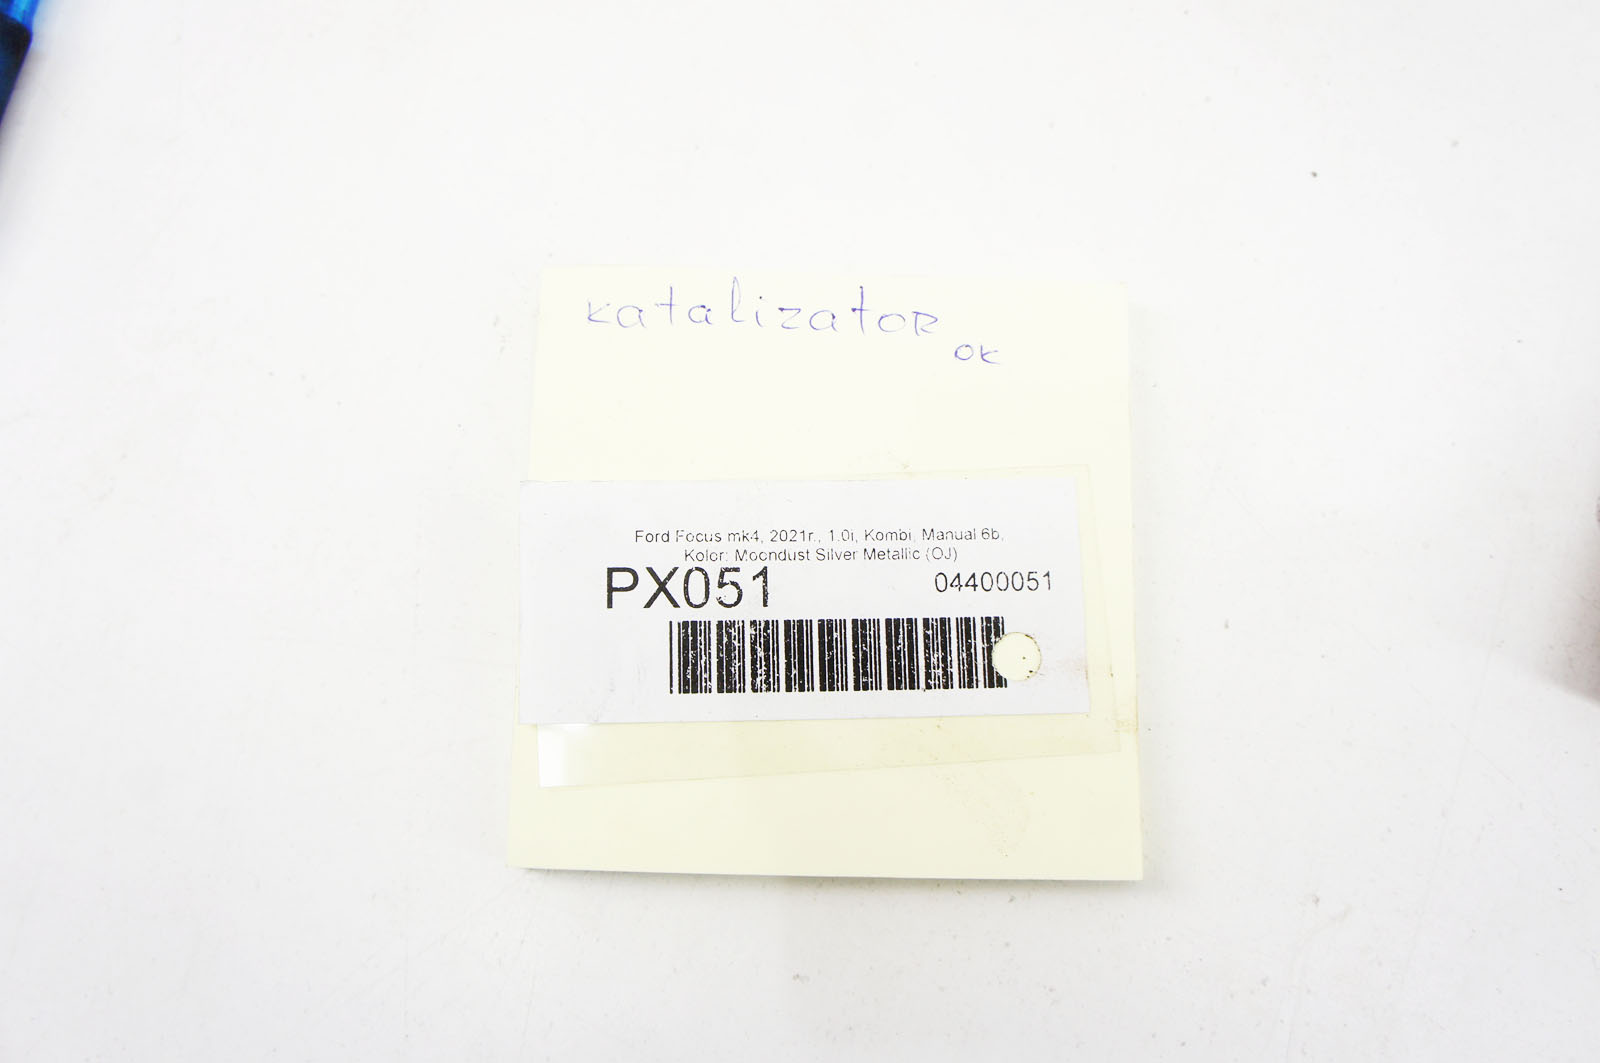 katalizatoR
ok
Ford Focus mk4, 2021r., 1.0i, Kombi, Manual 6b,
Kolor: Moondust Silver Metallic (OJ)
PX051
04400051